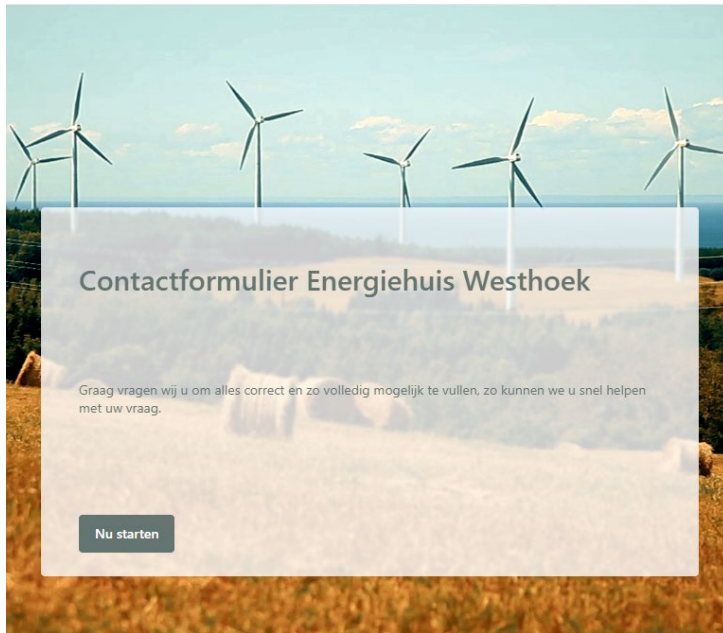 Contactformulier Energiehuis Westhoek
Graag vragen wij u om alles correct en zo volledig mogelijk te vullen, zo kunnen we u snel helpen
met uw vraag.
Nu starten